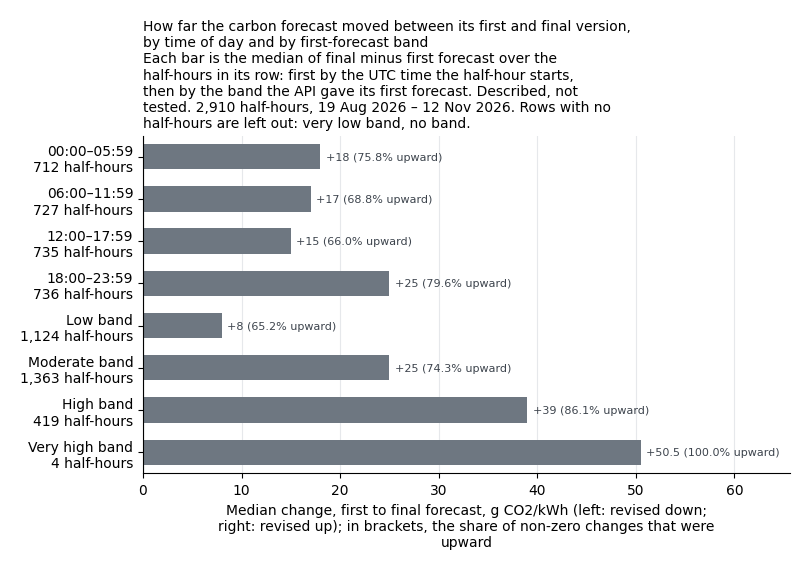 How far the carbon forecast moved between its first and final version,
by time of day and by first-forecast band
Each bar is the median of final minus first forecast over the
half-hours in its row: first by the UTC time the half-hour starts,
then by the band the API gave its first forecast. Described, not
tested. 2,910 half-hours, 19 Aug 2026 – 12 Nov 2026. Rows with no
half-hours are left out: very low band, no band.
00:00–05:59
712 half-hours
+18 (75.8% upward)
06:00–11:59
727 half-hours
+17 (68.8% upward)
12:00–17:59
735 half-hours
+15 (66.0% upward)
18:00–23:59
736 half-hours
+25 (79.6% upward)
Low band
1,124 half-hours
+8 (65.2% upward)
Moderate band
1,363 half-hours
+25 (74.3% upward)
High band
419 half-hours
+39 (86.1% upward)
Very high band
4 half-hours
+50.5 (100.0% upward)
0 10 20 30 40 50 60
Median change, first to final forecast, g CO2/kWh (left: revised down;
right: revised up); in brackets, the share of non-zero changes that were
upward